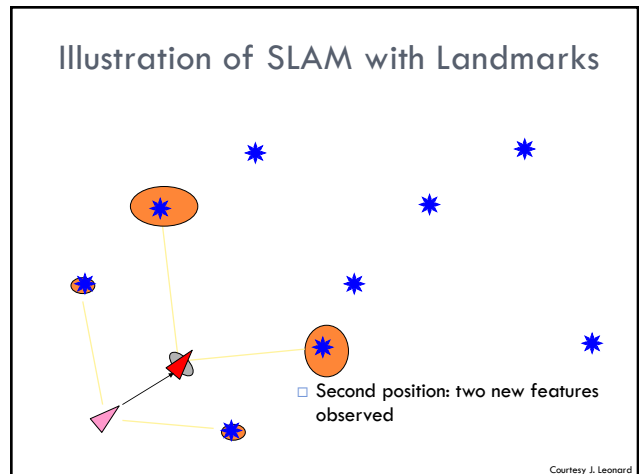 Illustration of SLAM with Landmarks
Second position: two new features
observed
Courtesy J. Leonard